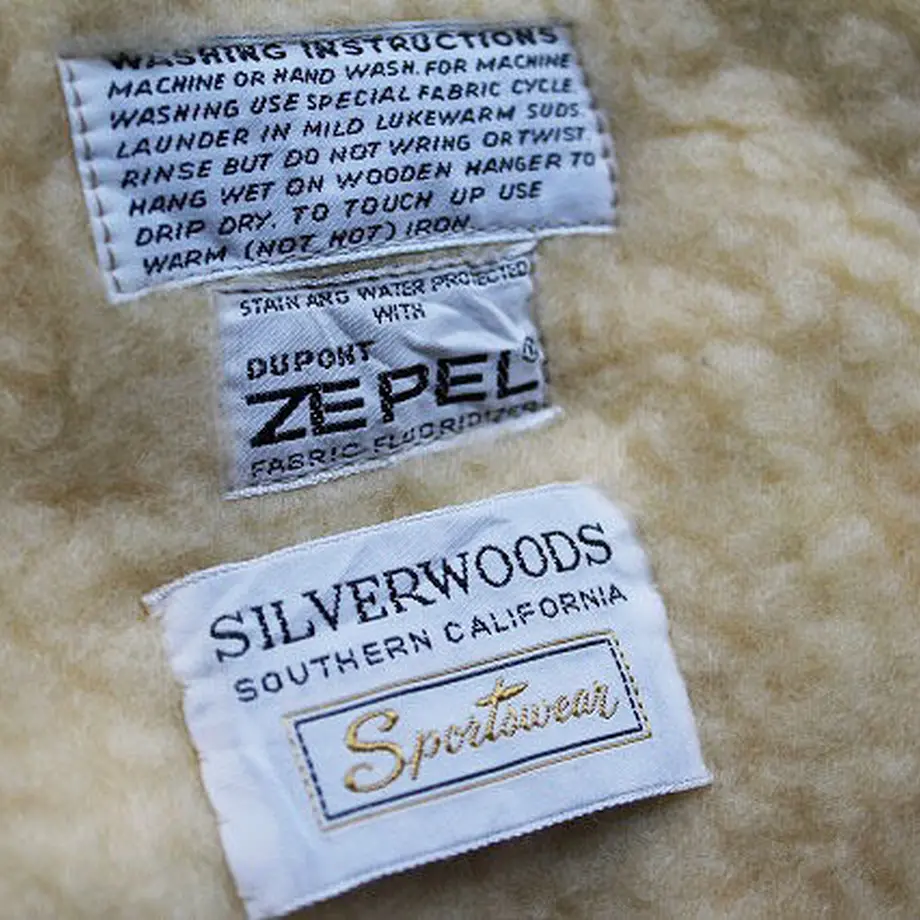 WASHING INSTRUCTIONS
MACHINE OR HAND WASH. FOR MACHINE
WASHING USE SPECIAL FABRIC CYCLE.
LAUNDER IN MILD LUKEWARM SUDS.
RINSE BUT DO NOT WRING OR TWIST.
HANG WET ON WOODEN HANGER TO
DRIP DRY. TO TOUCH UP USE
WARM (NOT HOT) IRON.
STAIN AND WATER PROTECTED
WITH
DUPONT
ZEPEL®
FABRIC FLUORIDIZER
SILVERWOODS
SOUTHERN CALIFORNIA
Sportswear